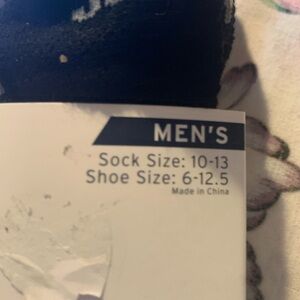 MEN'S
Sock Size: 10-13
Shoe Size: 6-12.5
Made in China